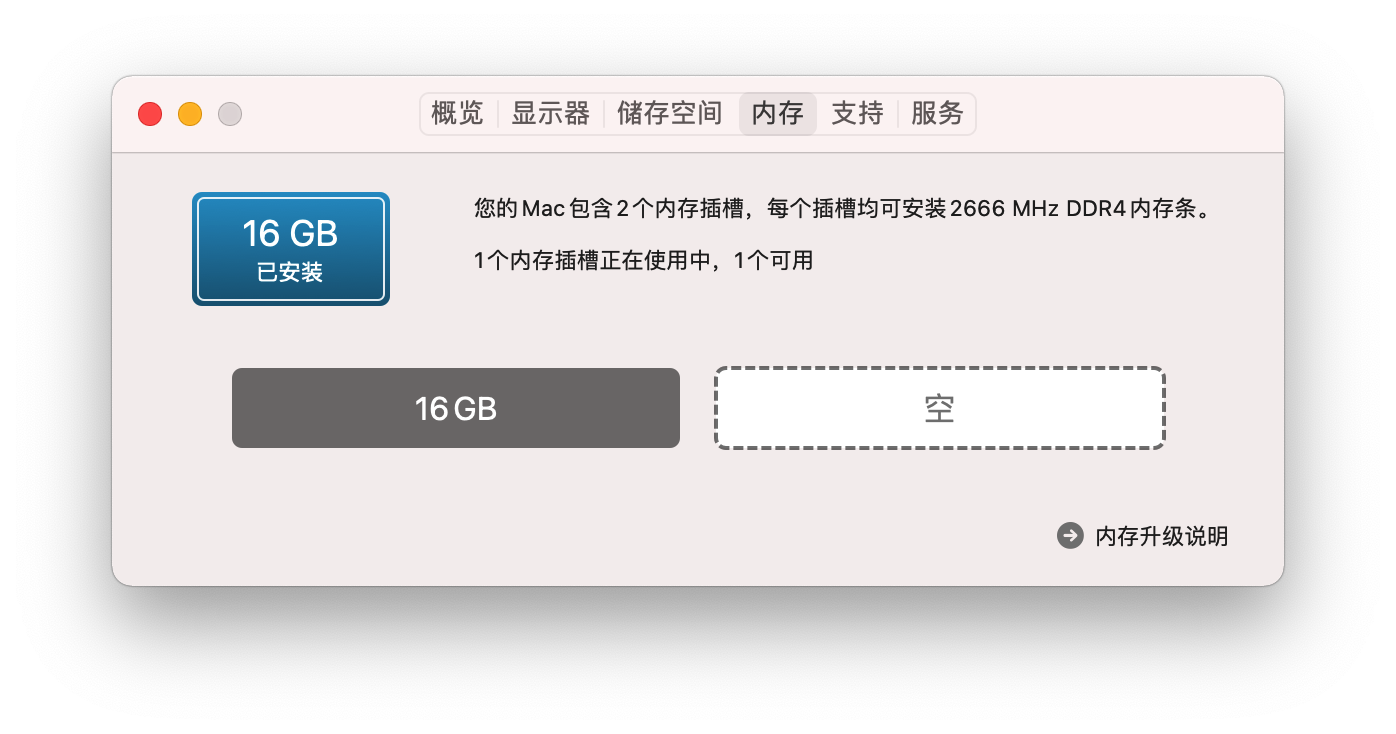 概览 显示器 储存空间 内存 支持 服务
16 GB
已安装
您的 Mac 包含 2 个内存插槽，每个插槽均可安装 2666 MHz DDR4 内存条。
1 个内存插槽正在使用中，1 个可用
16 GB
空
内存升级说明